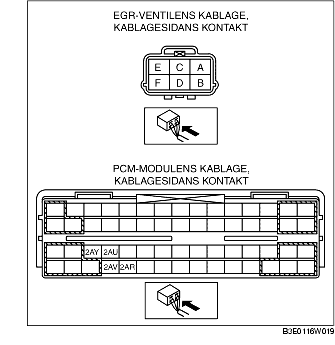 EGR-VENTILENS KABLAGE,
KABLAGESIDANS KONTAKT
E C A
F D B
PCM-MODULENS KABLAGE,
KABLAGESIDANS KONTAKT
2AY 2AU
2AV 2AR
B3E0116W019